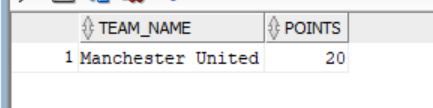 TEAM_NAME POINTS
1 Manchester United 20